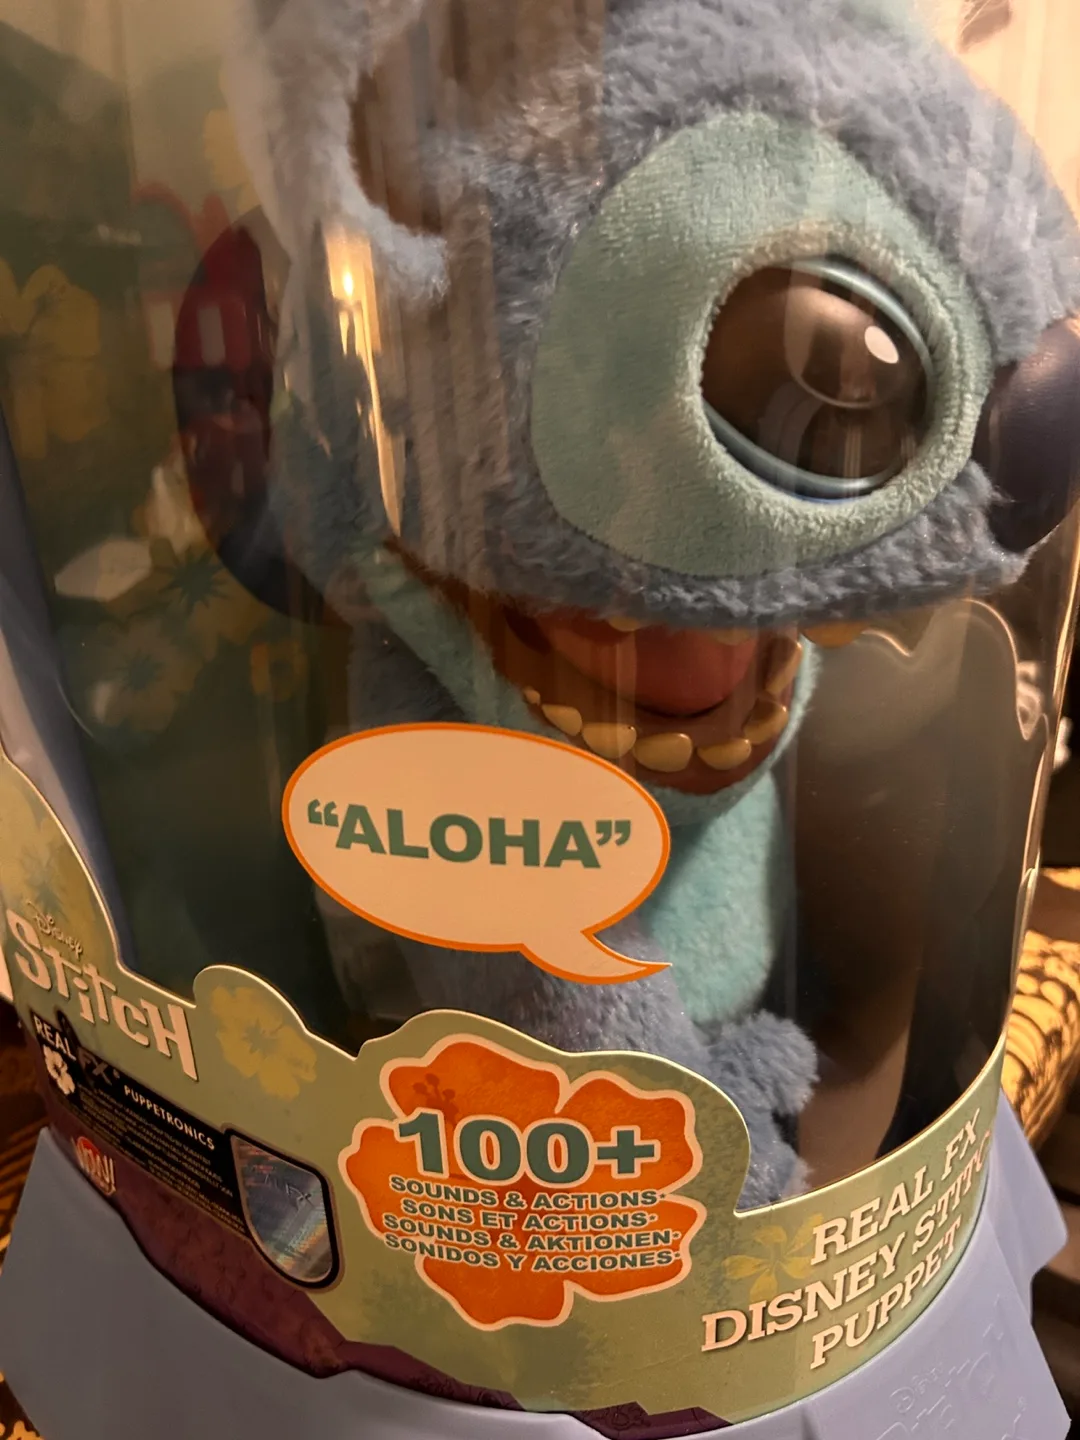 “ALOHA”
Disney
Stitch
REAL FX
PUPPETRONICS
WOW!
100+
SOUNDS & ACTIONS·
SONS ET ACTIONS·
SOUNDS & AKTIONEN·
SONIDOS Y ACCIONES·
REAL FX
DISNEY STITCH
PUPPET